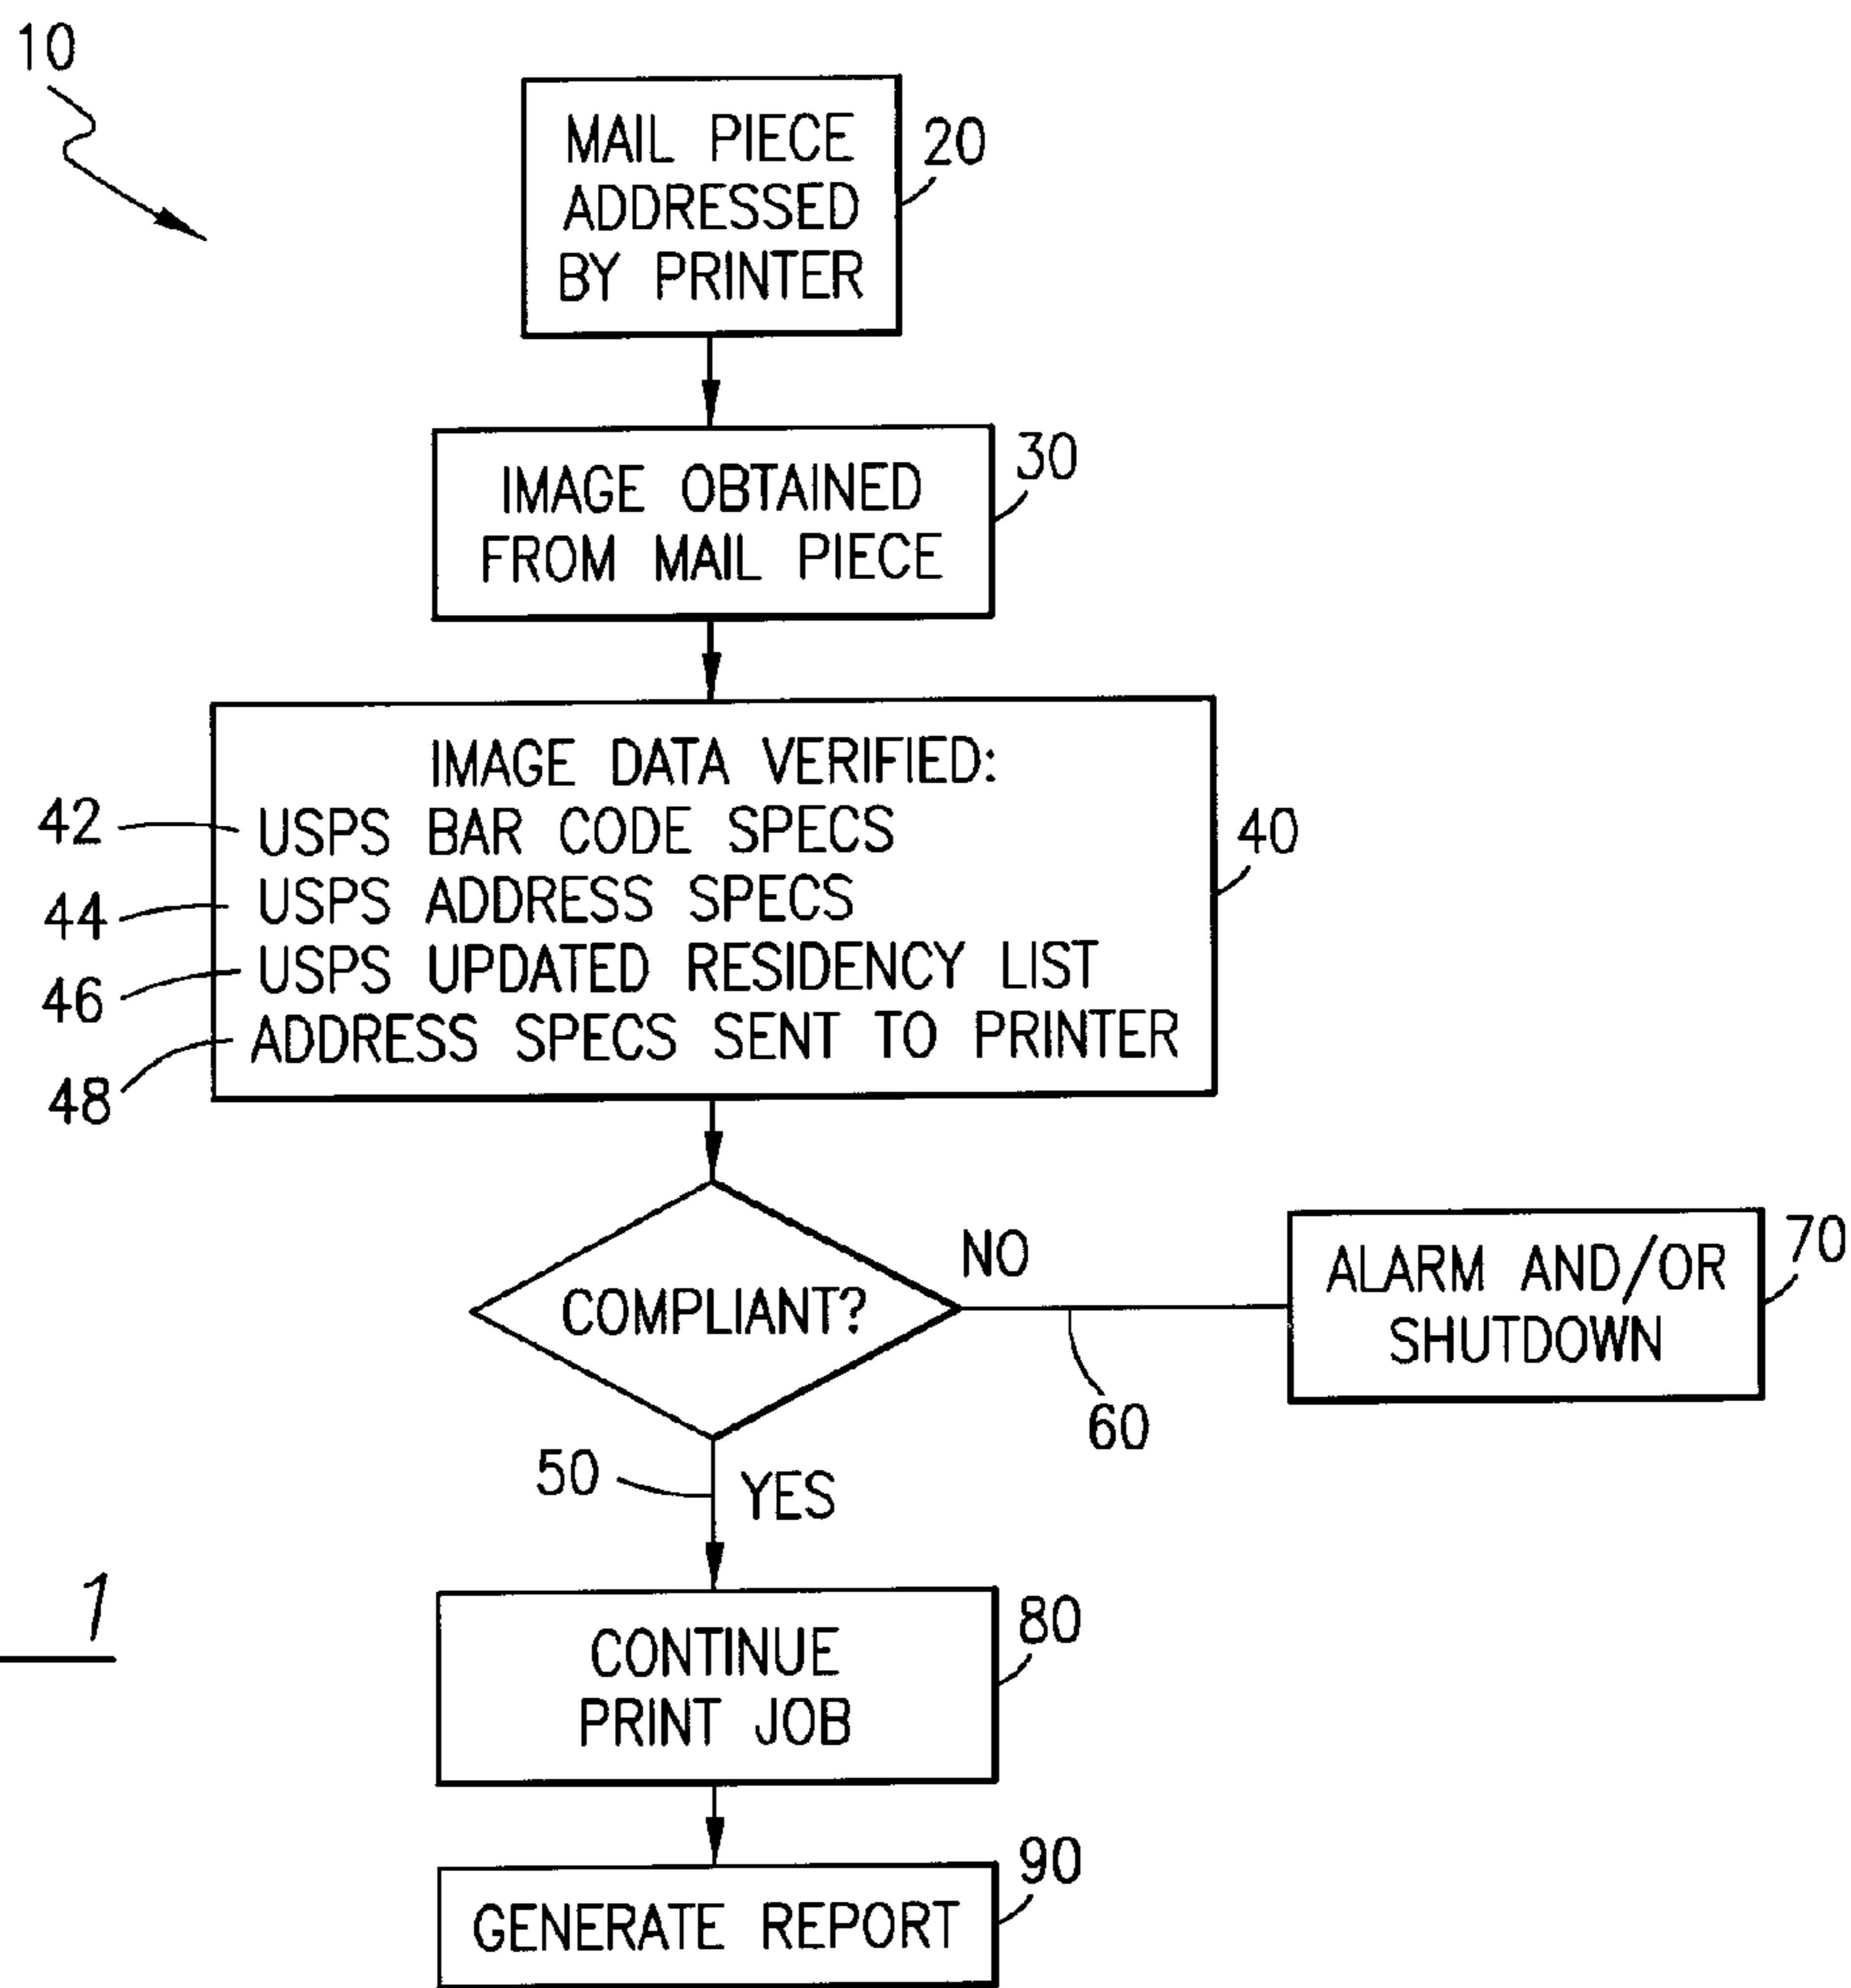 10
MAIL PIECE
ADDRESSED
BY PRINTER
20
IMAGE OBTAINED
FROM MAIL PIECE
30
IMAGE DATA VERIFIED:
42
USPS BAR CODE SPECS
40
44
USPS ADDRESS SPECS
46
USPS UPDATED RESIDENCY LIST
48
ADDRESS SPECS SENT TO PRINTER
COMPLIANT?
NO
60
ALARM AND/OR
SHUTDOWN
70
50
YES
1
CONTINUE
PRINT JOB
80
GENERATE REPORT
90